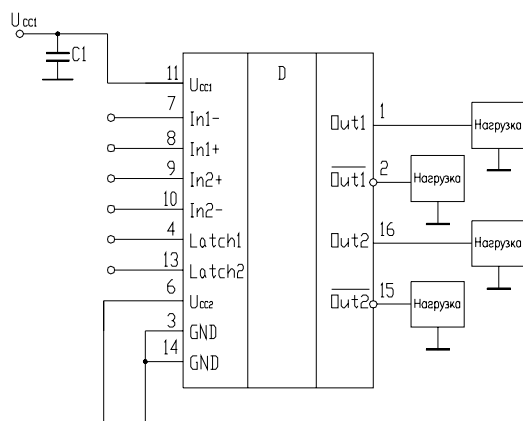 Ucc1
C1
D
11 Ucc1
7 In1-
8 In1+
9 In2+
10 In2-
4 Latch1
13 Latch2
6 Ucc2
3 GND
14 GND
Out1 1 Нагрузка
Out1 2 Нагрузка
Out2 16 Нагрузка
Out2 15 Нагрузка